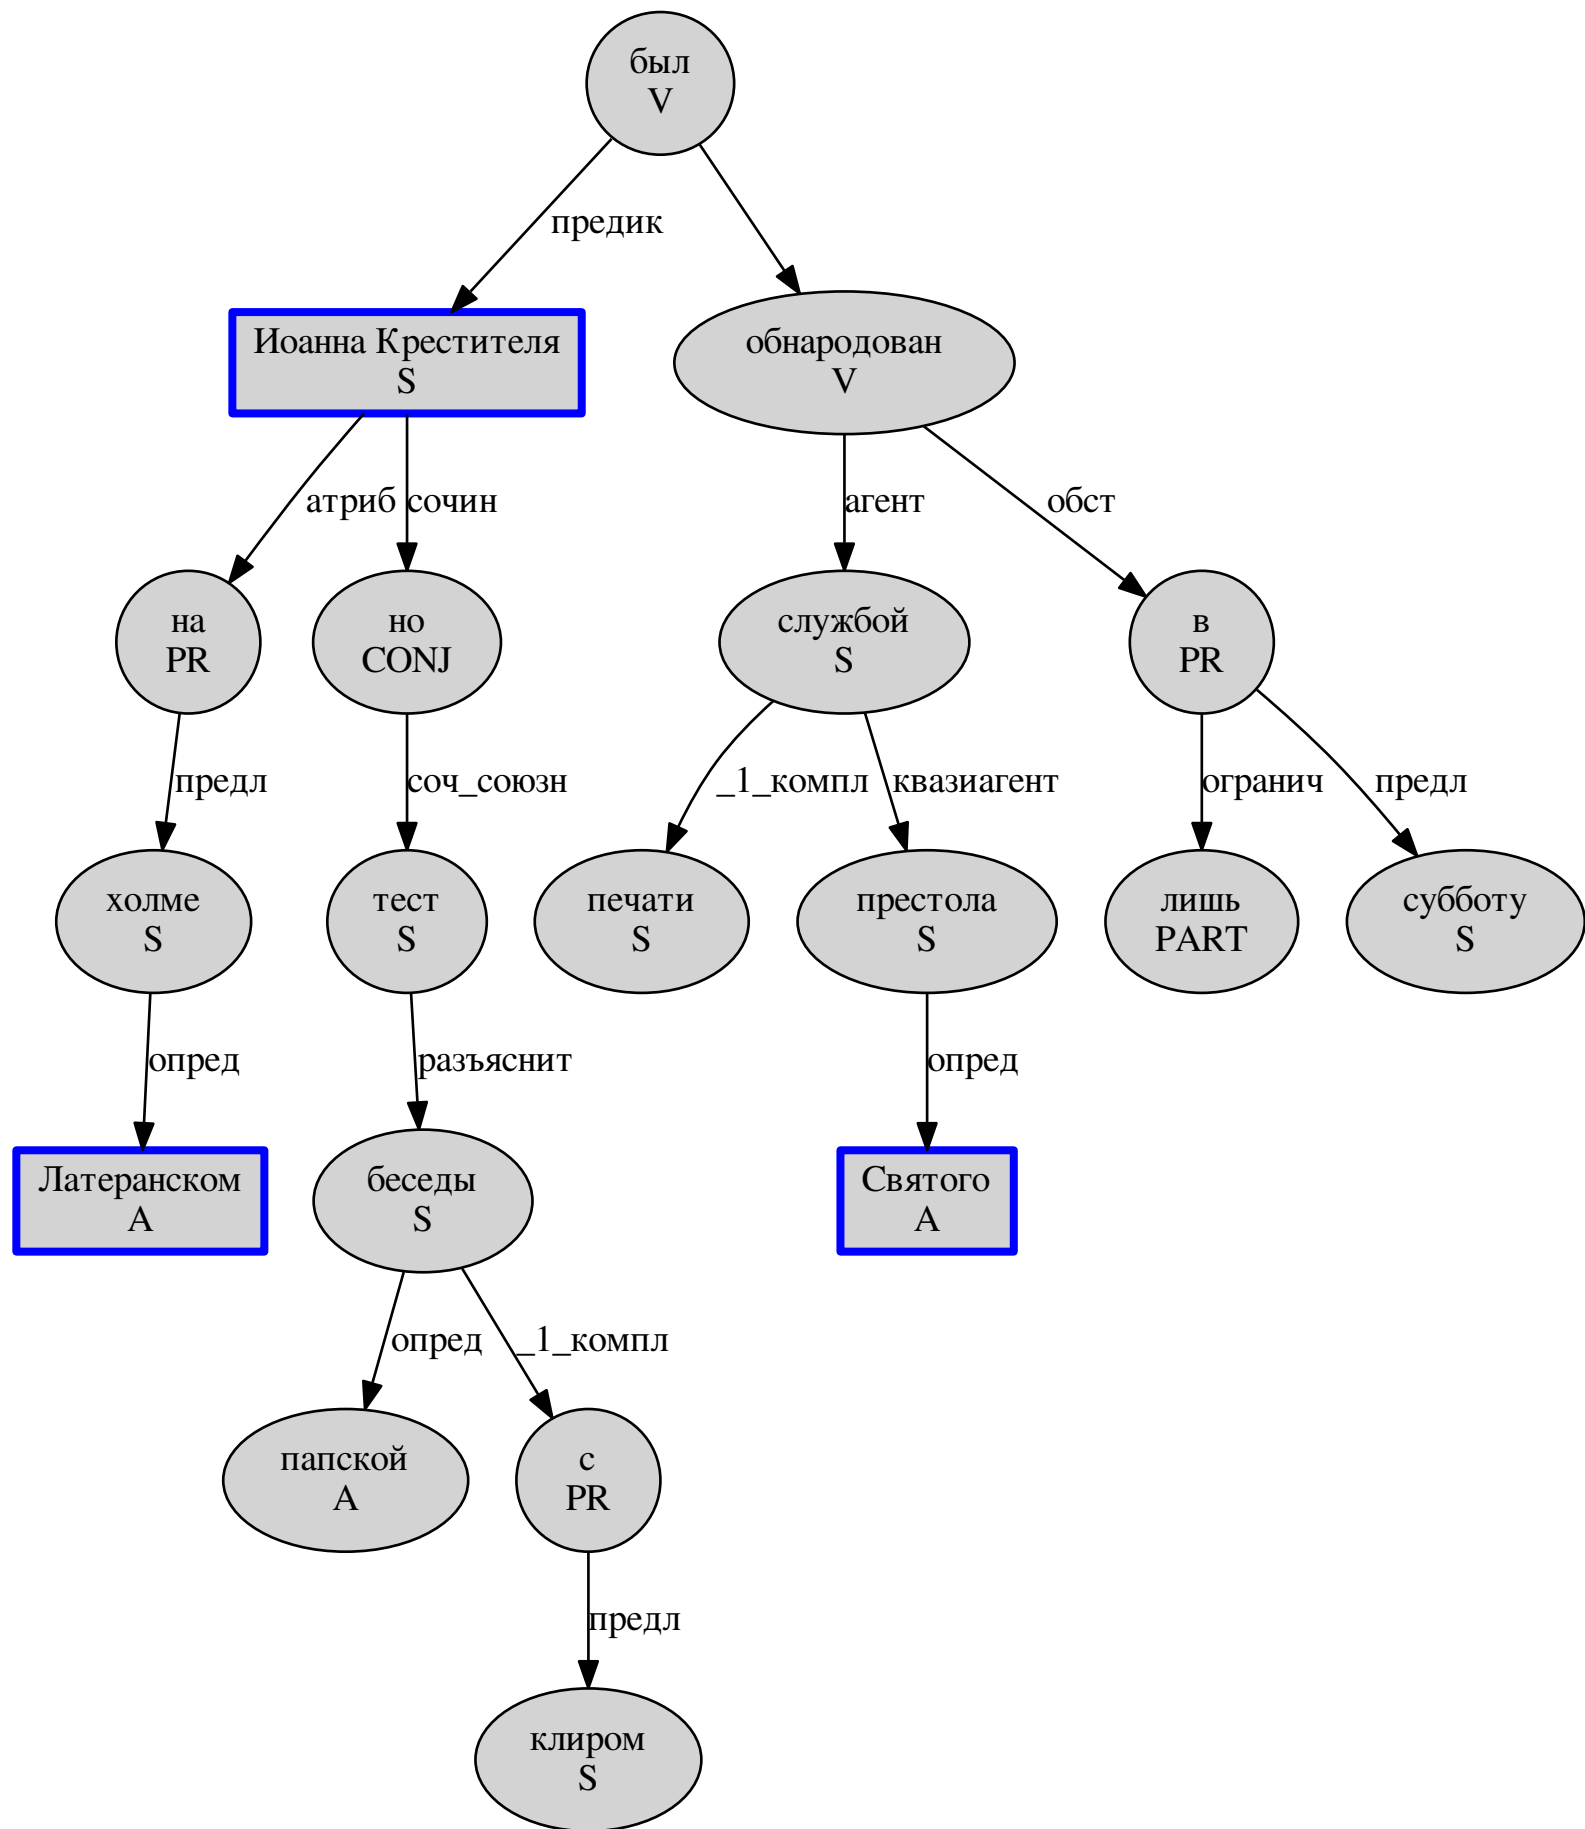 был
V
предик
Иоанна Крестителя
S
обнародован
V
атриб
сочин
агент
обст
на
PR
но
CONJ
службой
S
в
PR
предл
соч_союзн
_1_компл
квазиагент
огранич
предл
холме
S
тест
S
печати
S
престола
S
лишь
PART
субботу
S
опред
разъяснит
опред
Латеранском
A
беседы
S
Святого
A
опред
_1_компл
папской
A
с
PR
предл
клиром
S